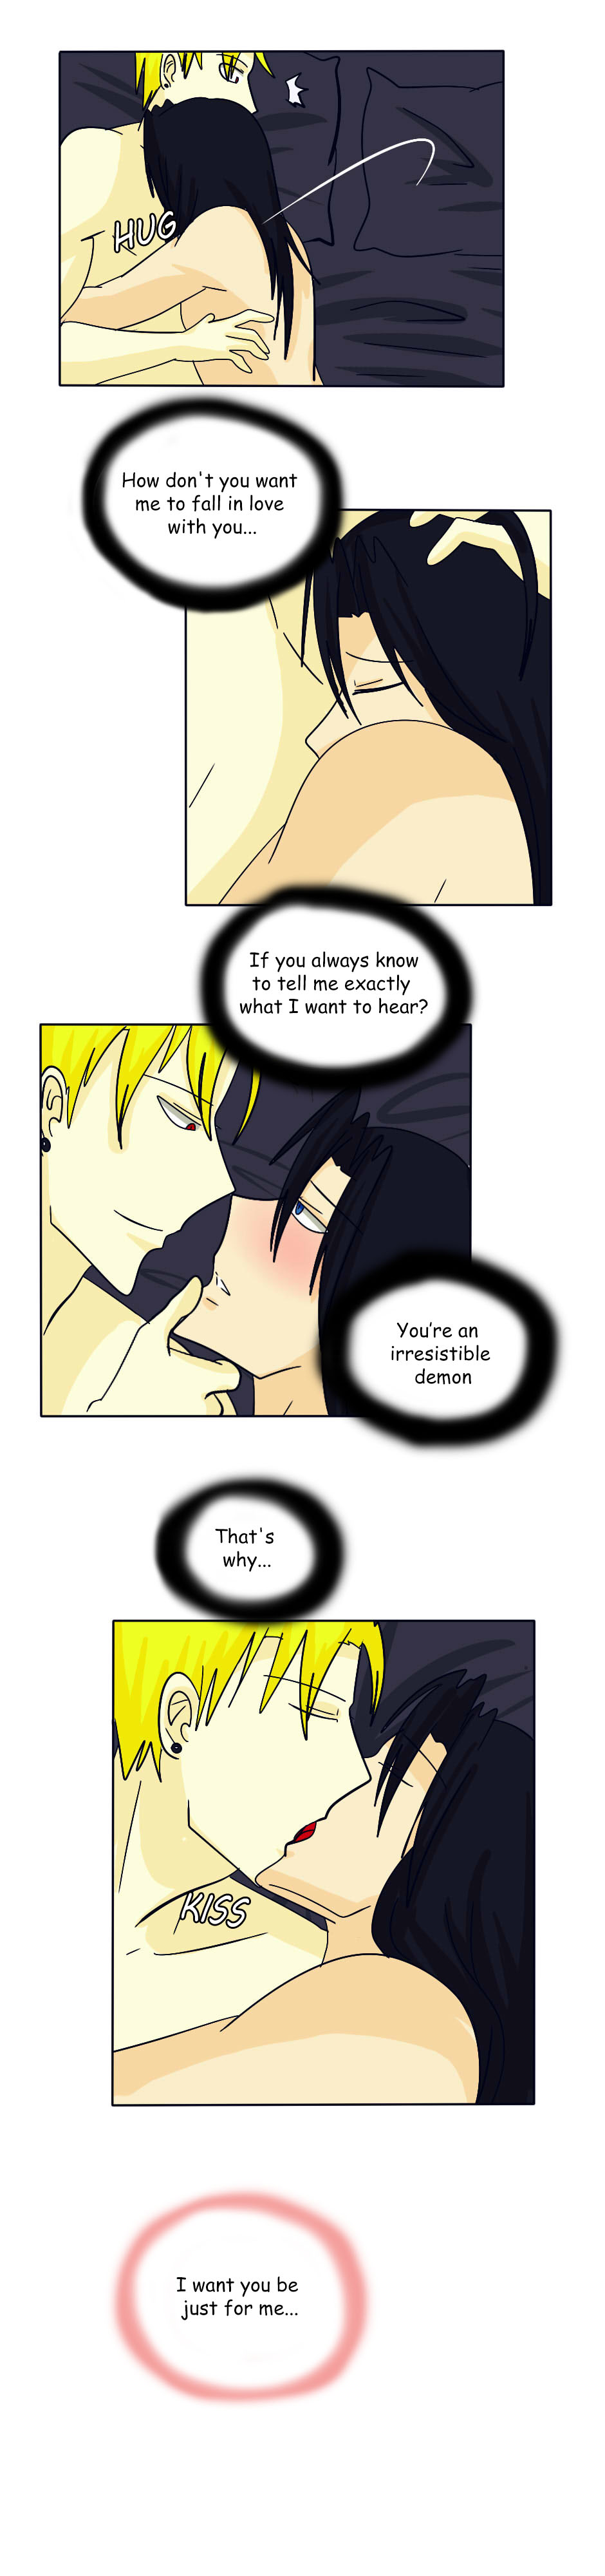 HUG
How don't you want
me to fall in love
with you...
If you always know
to tell me exactly
what I want to hear?
You're an
irresistible
demon
That's
why...
KISS
I want you be
just for me...